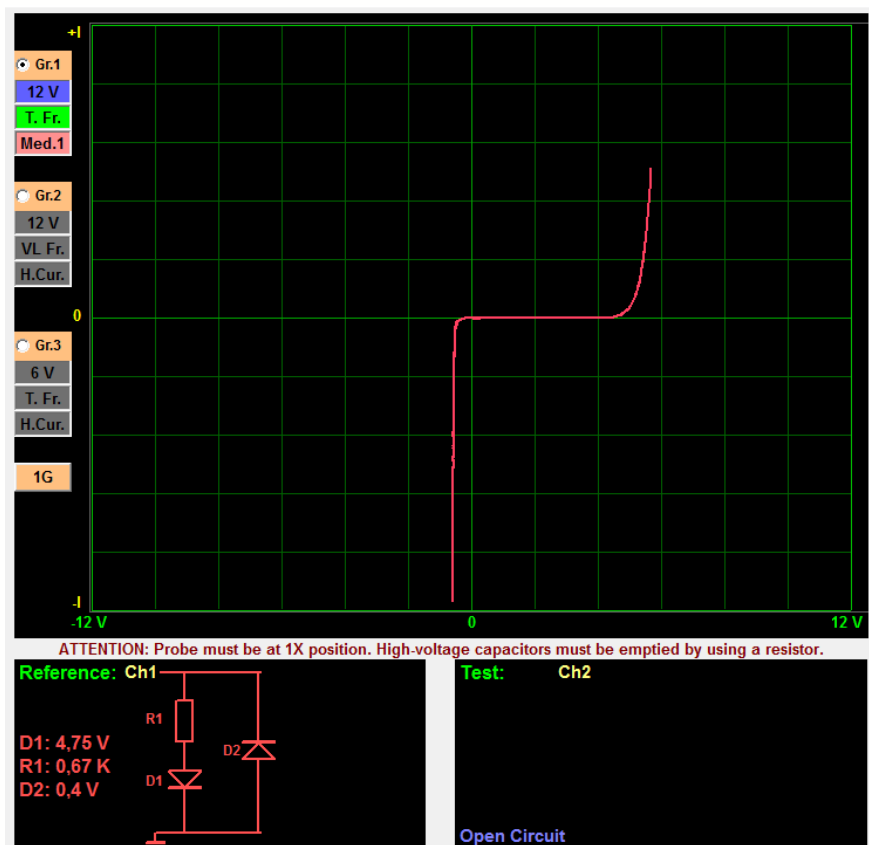 +I
Gr.1
12 V
T. Fr.
Med.1
Gr.2
12 V
VL Fr.
H.Cur.
0
Gr.3
6 V
T. Fr.
H.Cur.
1G
-I
-12 V
0
12 V
ATTENTION: Probe must be at 1X position. High-voltage capacitors must be emptied by using a resistor.
Reference: Ch1
R1
D1: 4,75 V
R1: 0,67 K
D2: 0,4 V
D2
D1
Test: Ch2
Open Circuit